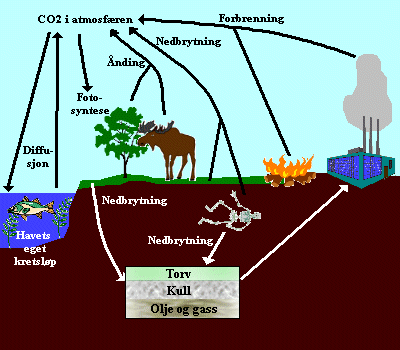 CO2 i atmosfæren
Forbrenning
Nedbrytning
Ånding
Foto-
syntese
Diffu-
sjon
Nedbrytning
Havets
eget
kretsløp
Nedbrytning
Torv
Kull
Olje og gass